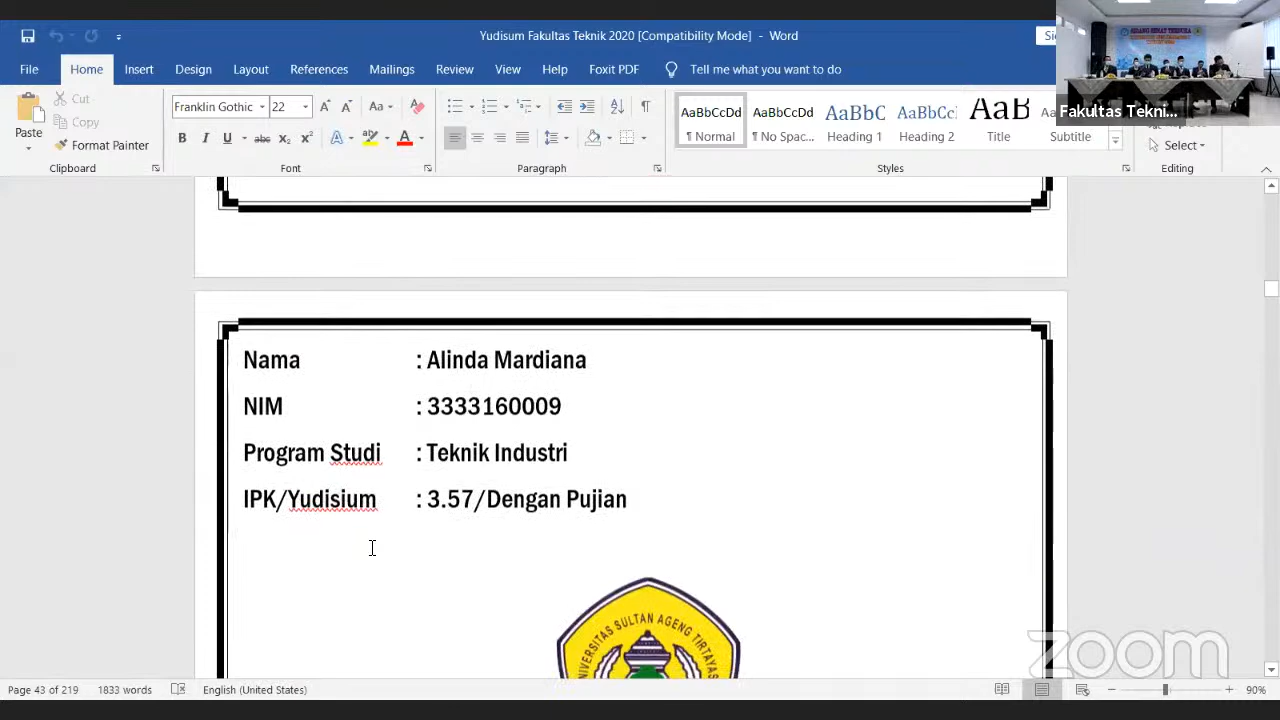 Yudisum Fakultas Teknik 2020 [Compatibility Mode] - Word
File Home Insert Design Layout References Mailings Review View Help Foxit PDF Tell me what you want to do
Fakultas Tekni...
Paste
Cut
Copy
Format Painter
Clipboard
Franklin Gothic 22
Font
Paragraph
AaBbCcDd AaBbCcDd AaBbC AaBbCc AaB
¶ Normal ¶ No Spac... Heading 1 Heading 2 Title Subtitle
Styles
Select
Editing
Nama : Alinda Mardiana
NIM : 3333160009
Program Studi : Teknik Industri
IPK/Yudisium : 3.57/Dengan Pujian
UNIVERSITAS SULTAN AGENG TIRTAYAS
zoom
Page 43 of 219 1833 words English (United States) 90%